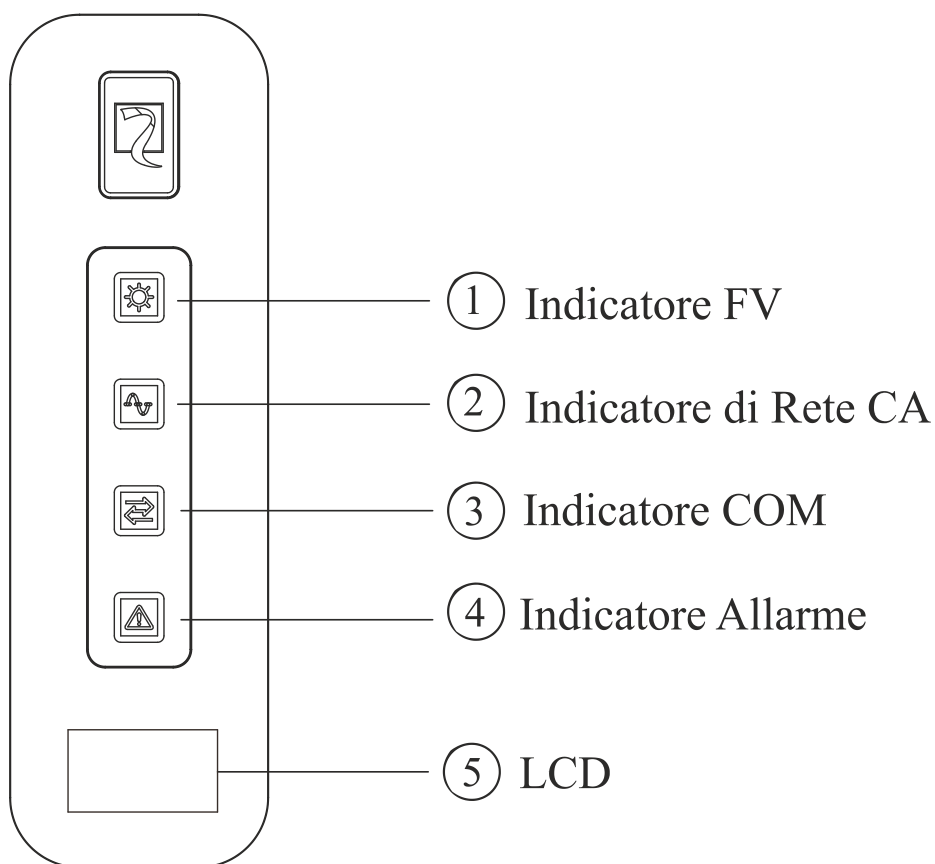 1 Indicatore FV
2 Indicatore di Rete CA
3 Indicatore COM
4 Indicatore Allarme
5 LCD